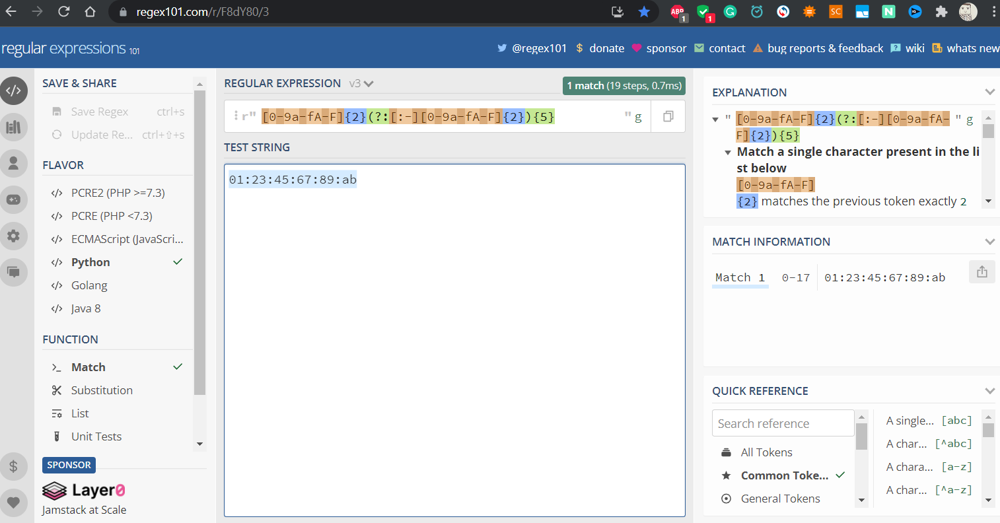 regex101.com/r/F8dY80/3
ABP
1
1
SC
N
regular expressions 101
@regex101
$ donate
sponsor
contact
bug reports & feedback
wiki
whats new
SAVE & SHARE
Save Regex ctrl+s
Update Re... ctrl+⇧+s
FLAVOR
</> PCRE2 (PHP >=7.3)
</> PCRE (PHP <7.3)
</> ECMAScript (JavaScri...
</> Python
</> Golang
</> Java 8
FUNCTION
Match
Substitution
List
Unit Tests
SPONSOR
Layer0
Jamstack at Scale
REGULAR EXPRESSION v3
1 match (19 steps, 0.7ms)
r" [0-9a-fA-F]{2}(?:[:-][0-9a-fA-F]{2}){5} " g
TEST STRING
01:23:45:67:89:ab
EXPLANATION
" [0-9a-fA-F]{2}(?:[:-][0-9a-fA- " g
F]{2}){5}
Match a single character present in the li
st below
[0-9a-fA-F]
{2} matches the previous token exactly 2
MATCH INFORMATION
Match 1 0-17 01:23:45:67:89:ab
QUICK REFERENCE
Search reference
All Tokens
Common Toke...
General Tokens
A single... [abc]
A char... [^abc]
A chara... [a-z]
A char... [^a-z]